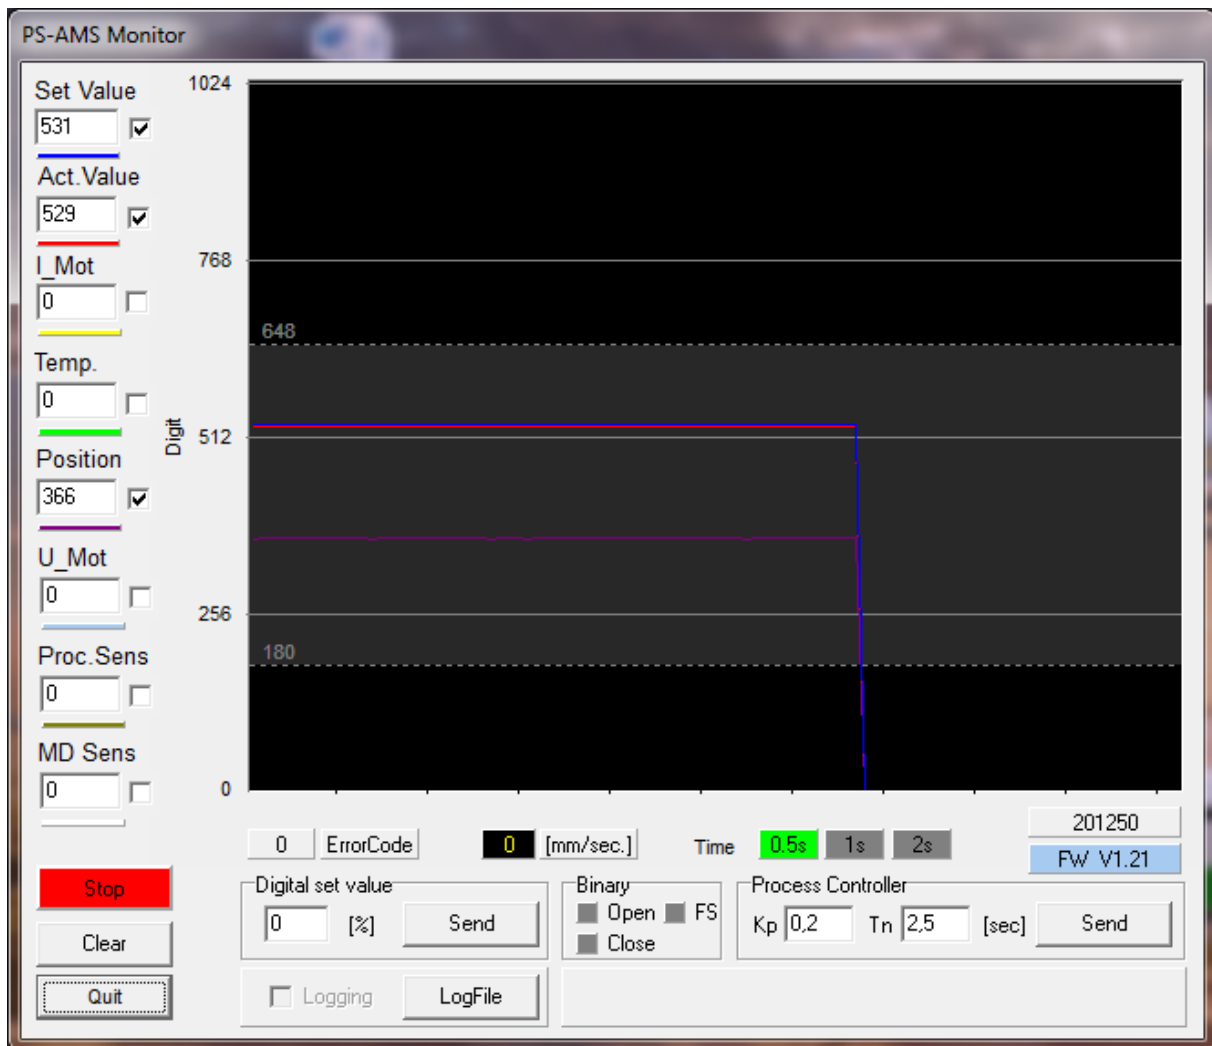 PS-AMS Monitor
Set Value
531
Act.Value
529
I_Mot
0
Temp.
0
Position
366
U_Mot
0
Proc.Sens
0
MD Sens
0
Stop
Clear
Quit
Digit
1024
768
648
512
256
180
0
0 ErrorCode 0 [mm/sec.] Time 0.5s 1s 2s
201250
FW V1.21
Digital set value
0 [%] Send
Binary
Open FS
Close
Process Controller
Kp 0,2 Tn 2,5 [sec] Send
Logging LogFile